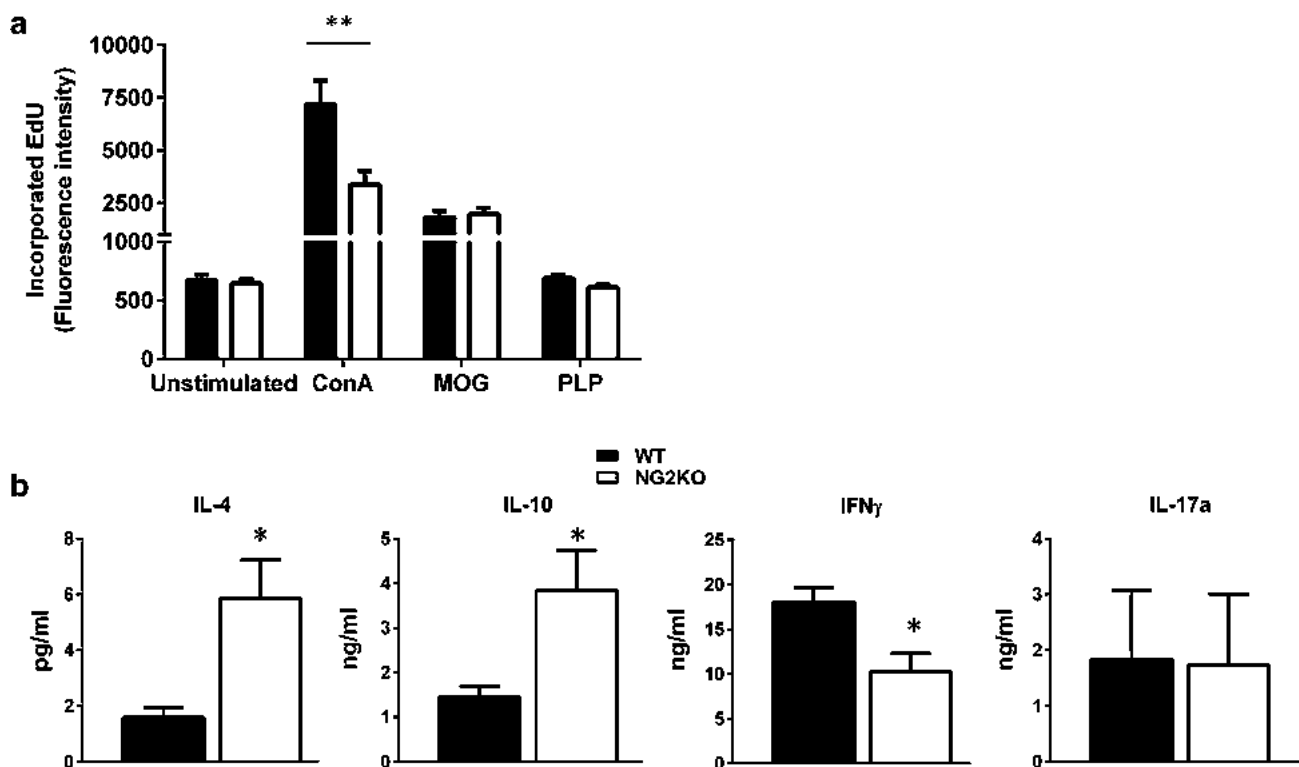 a
**
Incorporated EdU
(Fluorescence intensity)
10000
7500
5000
2500
1000
500
0
Unstimulated ConA MOG PLP
WT
NG2KO
b
IL-4
pg/ml
8
6
4
2
0
*
IL-10
ng/ml
5
4
3
2
1
0
*
IFNγ
ng/ml
25
20
15
10
5
0
*
IL-17a
ng/ml
4
3
2
1
0